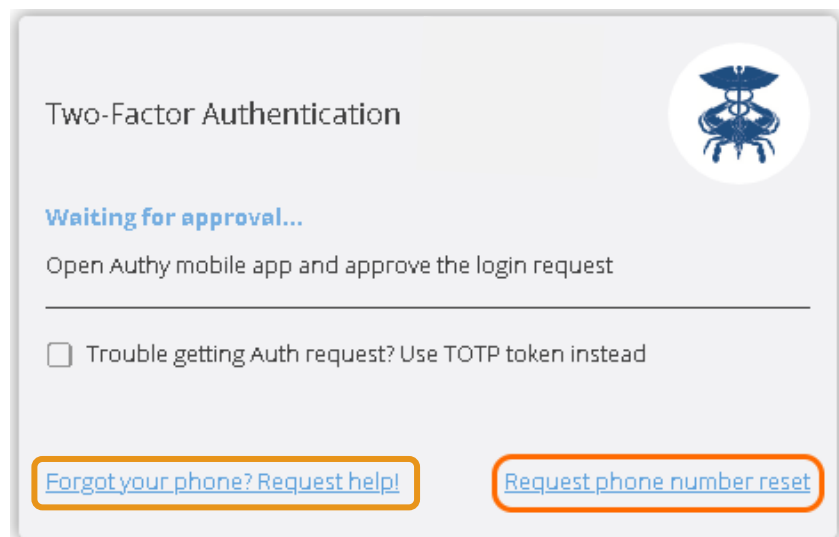 Two-Factor Authentication
Waiting for approval...
Open Authy mobile app and approve the login request
Trouble getting Auth request? Use TOTP token instead
Forgot your phone? Request help!
Request phone number reset